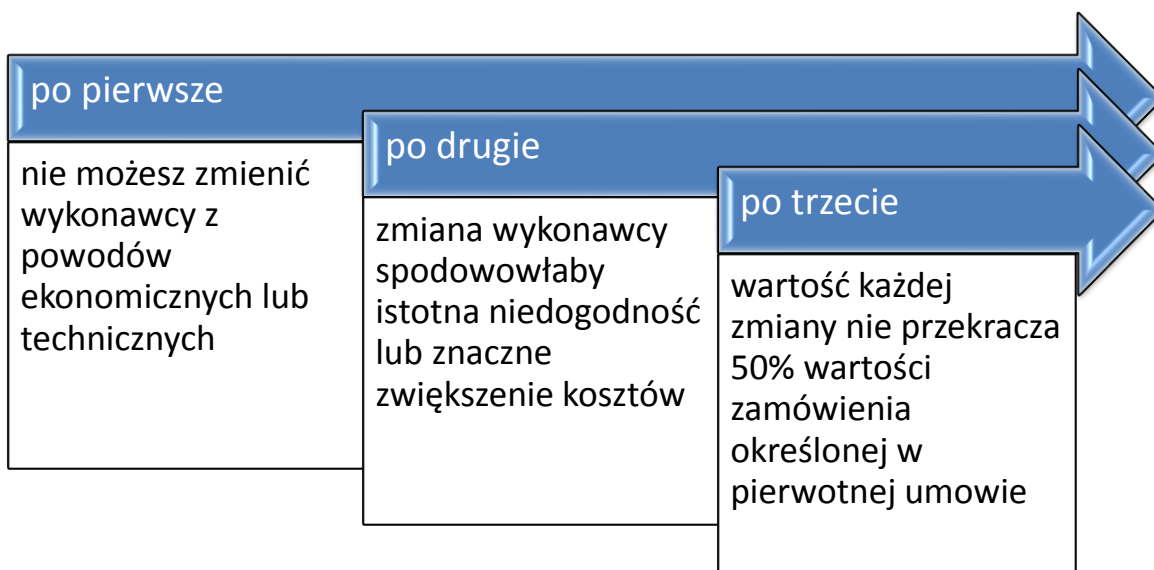 po pierwsze
nie możesz zmienić
wykonawcy z
powodów
ekonomicznych lub
technicznych
po drugie
zmiana wykonawcy
spodowowłaby
istotna niedogodność
lub znaczne
zwiększenie kosztów
po trzecie
wartość każdej
zmiany nie przekracza
50% wartości
zamówienia
określonej w
pierwotnej umowie